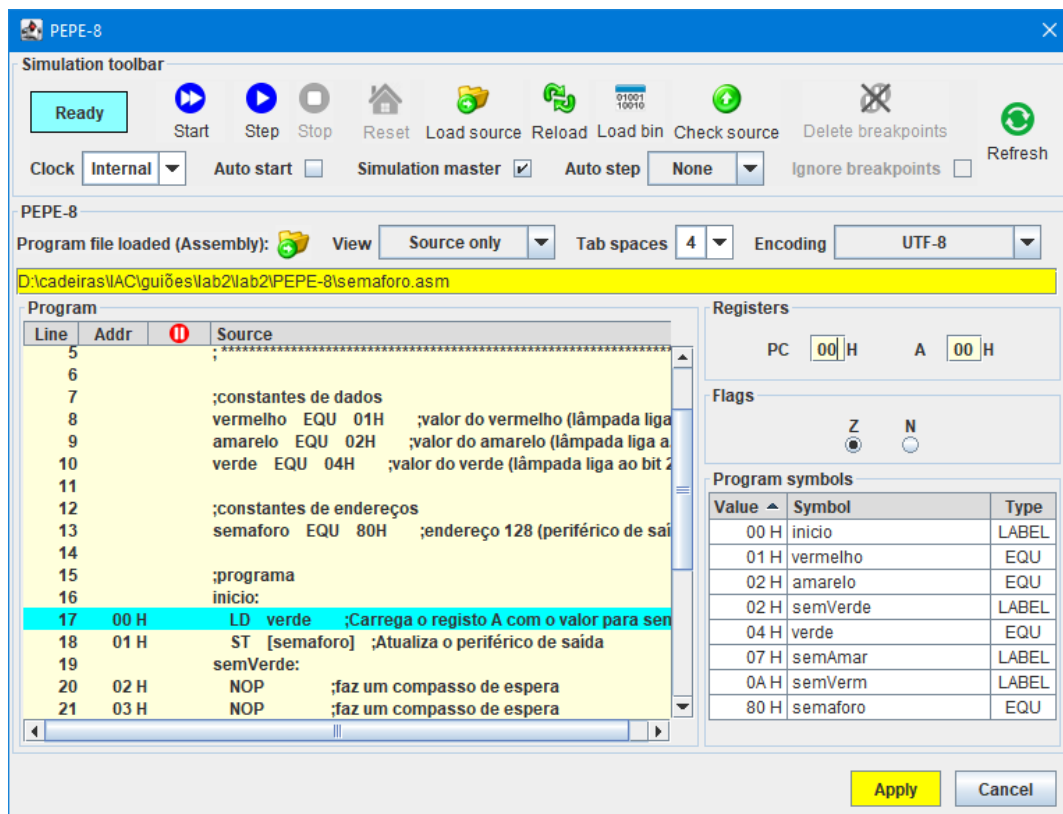 PEPE-8
Simulation toolbar
Ready
Start Step Stop Reset Load source Reload Load bin Check source Delete breakpoints Refresh
01001
10010
Clock Internal Auto start Simulation master Auto step None Ignore breakpoints
PEPE-8
Program file loaded (Assembly): View Source only Tab spaces 4 Encoding UTF-8
D:\cadeiras\IAC\guiões\lab2\lab2\PEPE-8\semaforo.asm
Program
Line Addr Source
5 ; **********************************************************************
6
7 ;constantes de dados
8 vermelho EQU 01H ;valor do vermelho (lâmpada liga
9 amarelo EQU 02H ;valor do amarelo (lâmpada liga a
10 verde EQU 04H ;valor do verde (lâmpada liga ao bit 2
11
12 ;constantes de endereços
13 semaforo EQU 80H ;endereço 128 (periférico de saí
14
15 ;programa
16 inicio:
17 00 H LD verde ;Carrega o registo A com o valor para sem
18 01 H ST [semaforo] ;Atualiza o periférico de saída
19 semVerde:
20 02 H NOP ;faz um compasso de espera
21 03 H NOP ;faz um compasso de espera
Registers
PC 00 H A 00 H
Flags
Z N
Program symbols
Value Symbol Type
00 H inicio LABEL
01 H vermelho EQU
02 H amarelo EQU
02 H semVerde LABEL
04 H verde EQU
07 H semAmar LABEL
0A H semVerm LABEL
80 H semaforo EQU
Apply Cancel